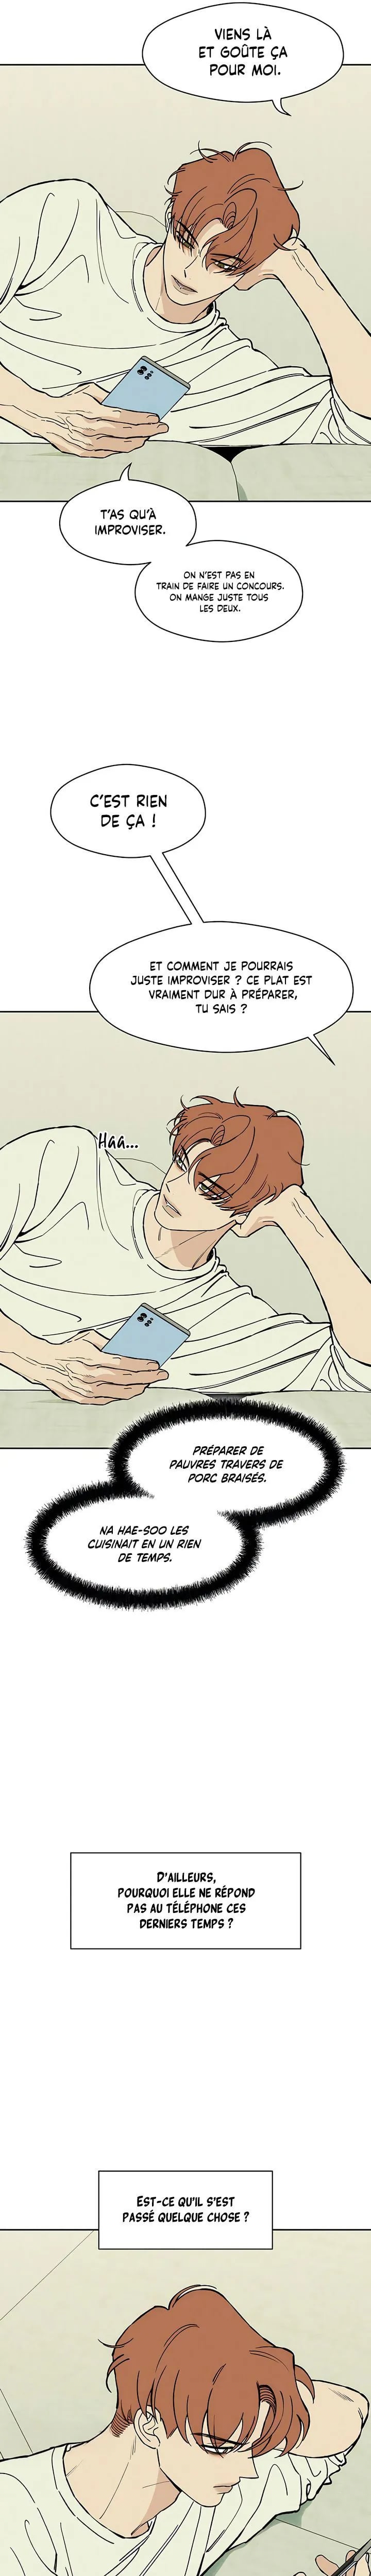 VIENS LÀ
ET GOÛTE ÇA
POUR MOI.
T'AS QU'À
IMPROVISER.
ON N'EST PAS EN
TRAIN DE FAIRE UN CONCOURS.
ON MANGE JUSTE TOUS
LES DEUX.
C'EST RIEN
DE ÇA !
ET COMMENT JE POURRAIS
JUSTE IMPROVISER ? CE PLAT EST
VRAIMENT DUR À PRÉPARER,
TU SAIS ?
Haa...
PRÉPARER DE
PAUVRES TRAVERS DE
PORC BRAISÉS.
NA HAE-SOO LES
CUISINAIT EN UN RIEN
DE TEMPS.
D'AILLEURS,
POURQUOI ELLE NE RÉPOND
PAS AU TÉLÉPHONE CES
DERNIERS TEMPS ?
EST-CE QU'IL S'EST
PASSÉ QUELQUE CHOSE ?